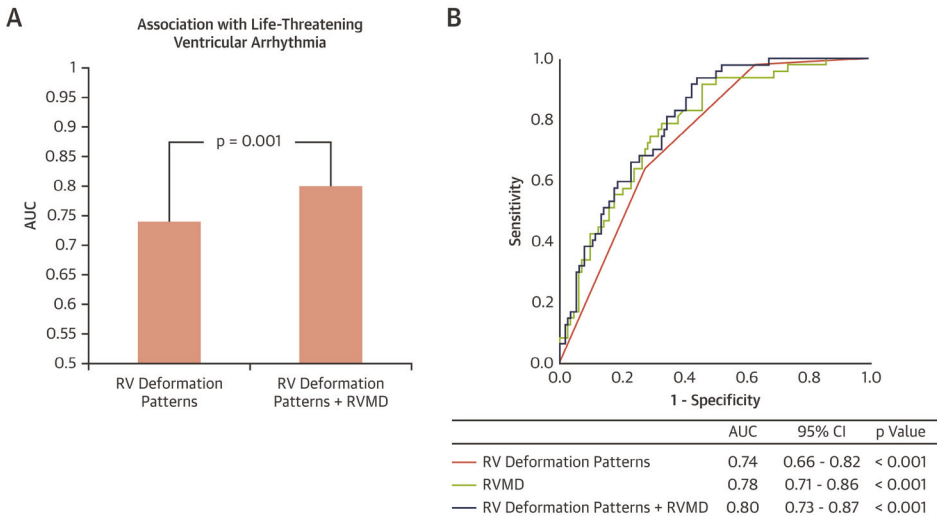 A
Association with Life-Threatening
Ventricular Arrhythmia
1
0.95
0.9
0.85
0.8
0.75
0.7
0.65
0.6
0.55
0.5
AUC
p = 0.001
RV Deformation
Patterns
RV Deformation
Patterns + RVMD
B
1.0
0.8
0.6
0.4
0.2
0.0
Sensitivity
0.0 0.2 0.4 0.6 0.8 1.0
1 - Specificity
AUC 95% CI p Value
RV Deformation Patterns 0.74 0.66 - 0.82 < 0.001
RVMD 0.78 0.71 - 0.86 < 0.001
RV Deformation Patterns + RVMD 0.80 0.73 - 0.87 < 0.001